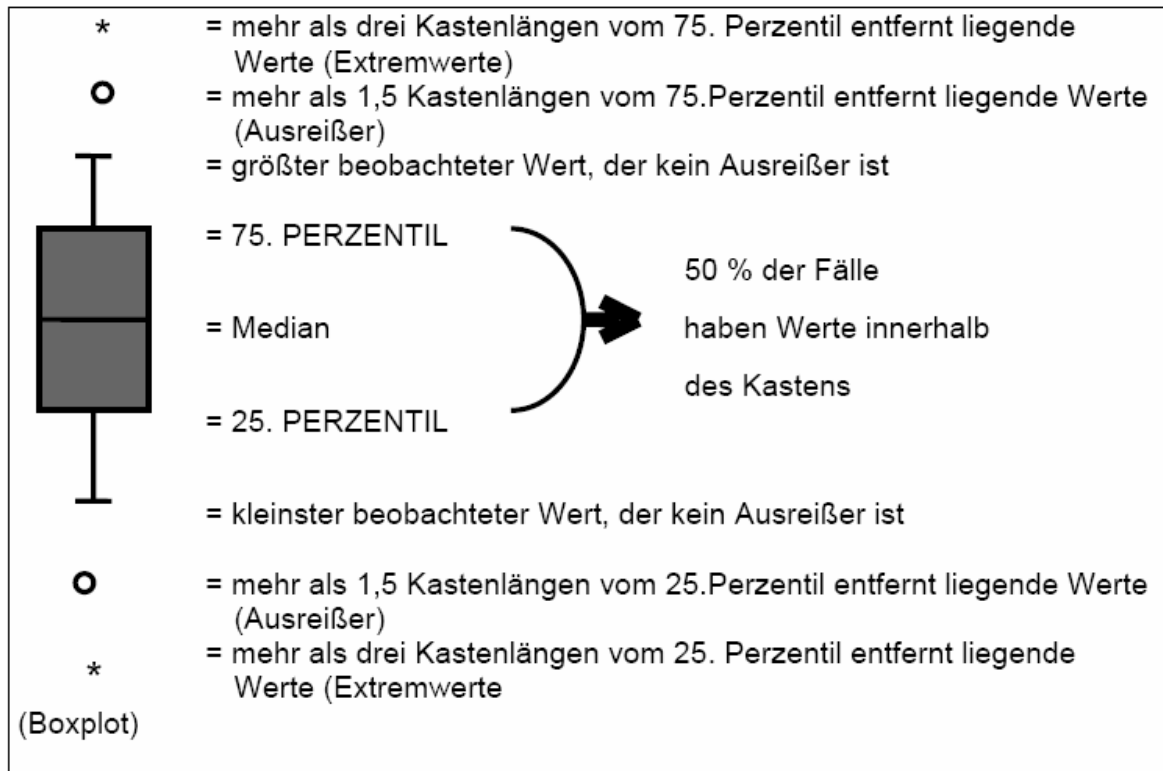 * = mehr als drei Kastenlängen vom 75. Perzentil entfernt liegende
Werte (Extremwerte)
= mehr als 1,5 Kastenlängen vom 75.Perzentil entfernt liegende Werte
(Ausreißer)
= größter beobachteter Wert, der kein Ausreißer ist
= 75. PERZENTIL
50 % der Fälle
= Median
haben Werte innerhalb
des Kastens
= 25. PERZENTIL
= kleinster beobachteter Wert, der kein Ausreißer ist
= mehr als 1,5 Kastenlängen vom 25.Perzentil entfernt liegende Werte
(Ausreißer)
* = mehr als drei Kastenlängen vom 25. Perzentil entfernt liegende
Werte (Extremwerte
(Boxplot)